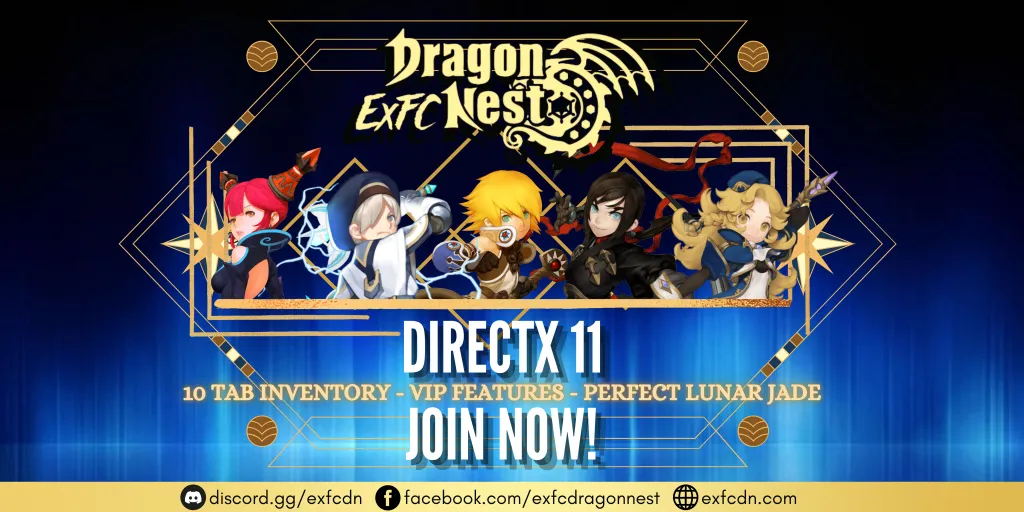 Dragon
ExFC Nest
DIRECTX 11
10 TAB INVENTORY - VIP FEATURES - PERFECT LUNAR JADE
JOIN NOW!
discord.gg/exfcdn facebook.com/exfcdragonnest exfcdn.com